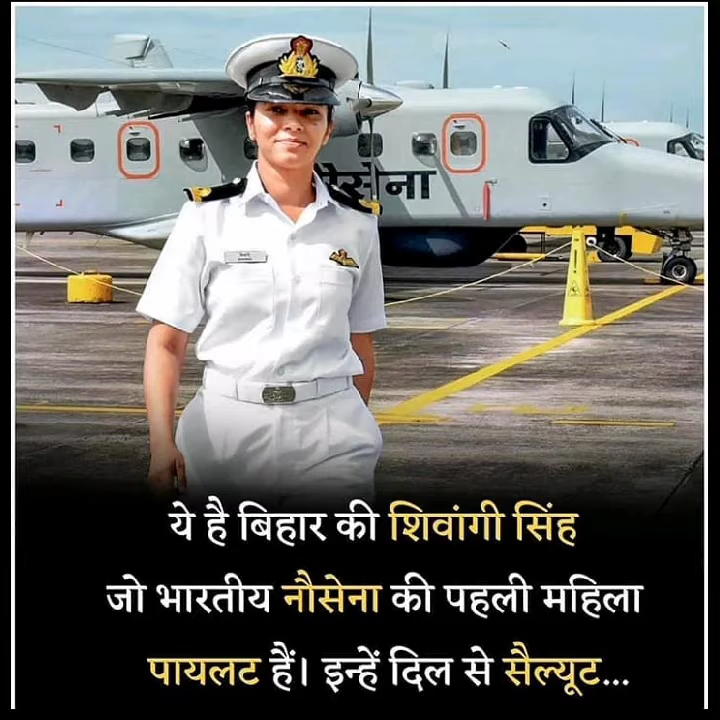 सेना
ये है बिहार की शिवांगी सिंह
जो भारतीय नौसेना की पहली महिला
पायलट हैं। इन्हें दिल से सैल्यूट...